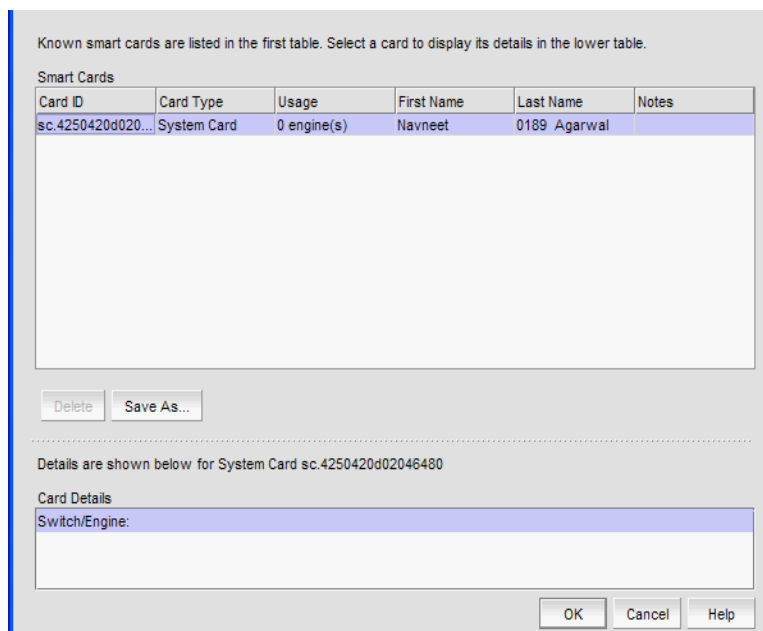 Known smart cards are listed in the first table. Select a card to display its details in the lower table.
Smart Cards
Card ID Card Type Usage First Name Last Name Notes
sc.4250420d020... System Card 0 engine(s) Navneet 0189 Agarwal
Delete Save As...
Details are shown below for System Card sc.4250420d02046480
Card Details
Switch/Engine:
OK Cancel Help